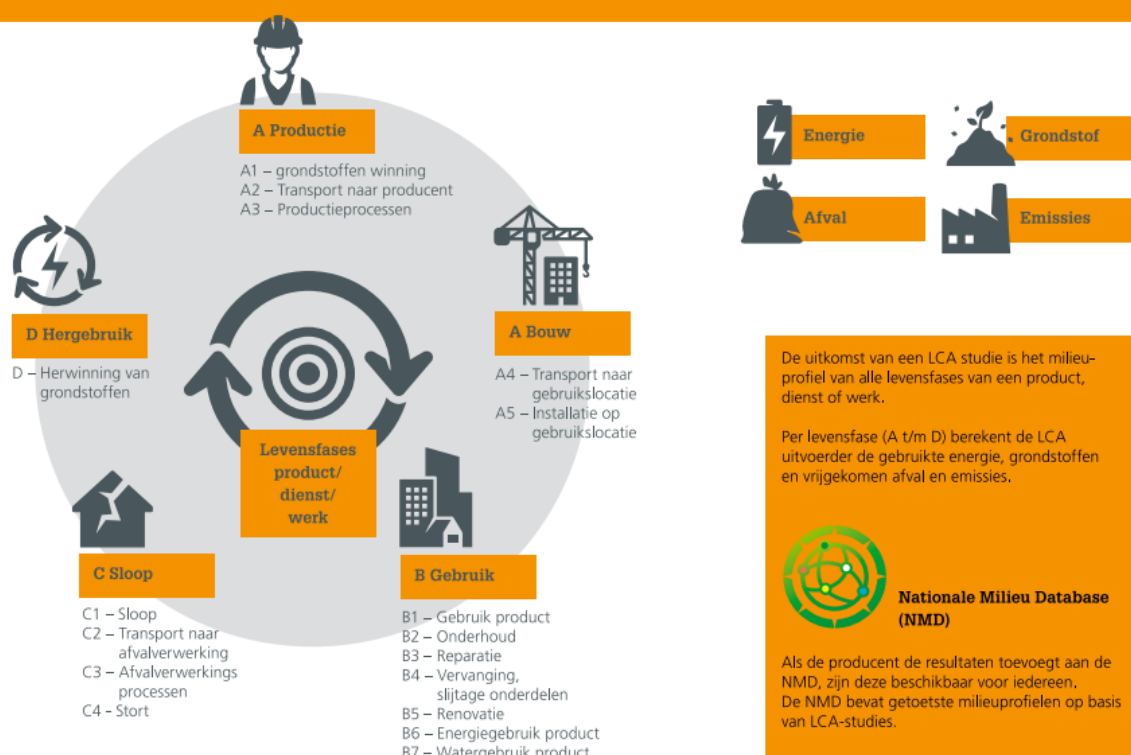 A Productie
A1 – grondstoffen winning
A2 – Transport naar producent
A3 – Productieprocessen
A Bouw
A4 – Transport naar
gebruikslocatie
A5 – Installatie op
gebruikslocatie
B Gebruik
B1 – Gebruik product
B2 – Onderhoud
B3 – Reparatie
B4 – Vervanging,
slijtage onderdelen
B5 – Renovatie
B6 – Energiegebruik product
B7 – Watergebruik product
C Sloop
C1 – Sloop
C2 – Transport naar
afvalverwerking
C3 – Afvalverwerkings
processen
C4 - Stort
D Hergebruik
D – Herwinning van
grondstoffen
Levensfases
product/
dienst/
werk
Energie
Grondstof
Afval
Emissies
De uitkomst van een LCA studie is het milieu-
profiel van alle levensfases van een product,
dienst of werk.
Per levensfase (A t/m D) berekent de LCA
uitvoerder de gebruikte energie, grondstoffen
en vrijgekomen afval en emissies.
Nationale Milieu Database
(NMD)
Als de producent de resultaten toevoegt aan de
NMD, zijn deze beschikbaar voor iedereen.
De NMD bevat getoetste milieuprofielen op basis
van LCA-studies.